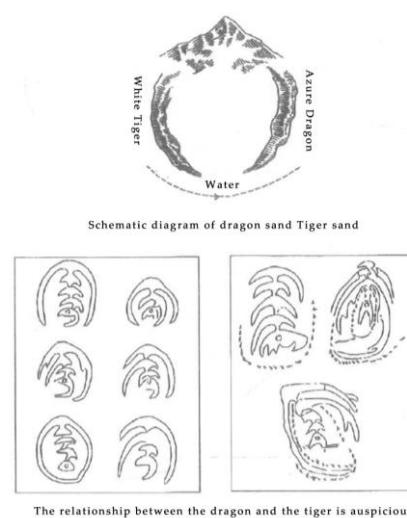 White Tiger
Azure Dragon
Water
Schematic diagram of dragon sand Tiger sand
The relationship between the dragon and the tiger is auspiciou